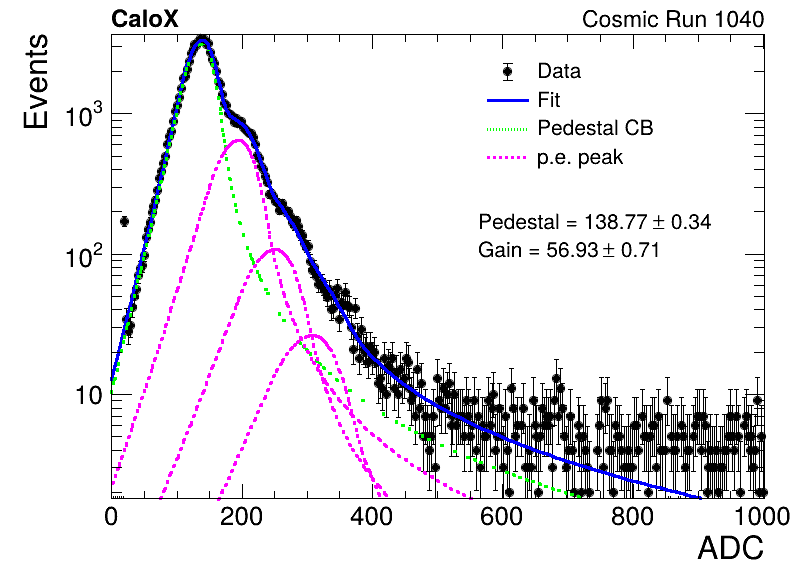 CaloX Cosmic Run 1040
Events
Data
Fit
Pedestal CB
p.e. peak
Pedestal = 138.77 ± 0.34
Gain = 56.93 ± 0.71
10³
10²
10
0 200 400 600 800 1000
ADC